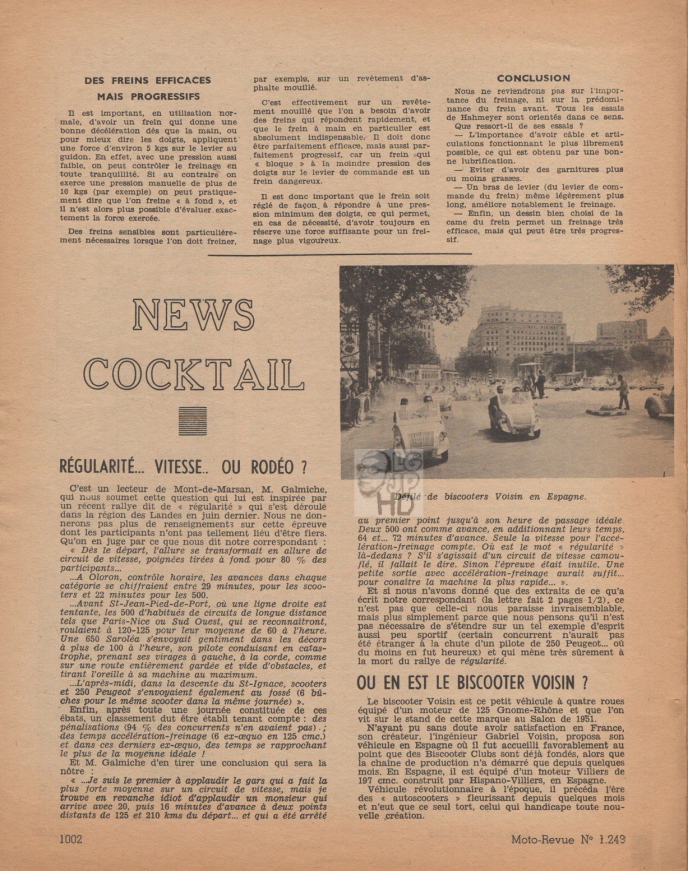 DES FREINS EFFICACES
MAIS PROGRESSIFS
Il est important, en utilisation nor-
male, d'avoir un frein qui donne une
bonne décélération dès que la main, ou
pour mieux dire les doigts, appliquent
une force d'environ 5 kgs sur le levier au
guidon. En effet, avec une pression aussi
faible, on peut contrôler le freinage en
toute tranquillité. Si au contraire on
exerce une pression manuelle de plus de
10 kgs (par exemple) on peut pratique-
ment dire que l'on freine « à fond », et
il n'est alors plus possible d'évaluer exac-
tement la force exercée.
Des freins sensibles sont particulière-
ment nécessaires lorsque l'on doit freiner,
par exemple, sur un revêtement d'as-
phalte mouillé.
C'est effectivement sur un revête-
ment mouillé que l'on a besoin d'avoir
des freins qui répondent rapidement, et
que le frein à main en particulier est
absolument indispensable. Il doit donc
être parfaitement efficace, mais aussi par-
faitement progressif, car un frein qui
« bloque » à la moindre pression des
doigts sur le levier de commande est un
frein dangereux.
Il est donc important que le frein soit
réglé de façon à répondre à une pres-
sion minimum des doigts, ce qui permet,
en cas de nécessité, d'avoir toujours en
réserve une force suffisante pour un frei-
nage plus vigoureux.
CONCLUSION
Nous ne reviendrons pas sur l'impor-
tance du freinage, ni sur la prédomi-
nance du frein avant. Tous les essais
de Hahmeyer sont orientés dans ce sens.
Que ressort-il de ses essais ?
— L'importance d'avoir câble et arti-
culations fonctionnant le plus librement
possible, ce qui est obtenu par une bon-
ne lubrification.
— Eviter d'avoir des garnitures plus
ou moins grasses.
— Un bras de levier (du levier de com-
mande du frein) même légèrement plus
long, améliore notablement le freinage.
— Enfin, un dessin bien choisi de la
came du frein permet un freinage très
efficace, mais qui peut être très progres-
sif.
NEWS
COCKTAIL
RÉGULARITÉ... VITESSE.. OU RODÉO ?
C'est un lecteur de Mont-de-Marsan, M. Galmiche,
qui nous soumet cette question qui lui est inspirée par
un récent rallye dit de « régularité » qui s'est déroulé
dans la région des Landes en juin dernier. Nous ne don-
nerons pas plus de renseignements sur cette épreuve
dont les participants n'ont pas tellement lieu d'être fiers.
Qu'on en juge par ce que nous dit notre correspondant :
« Dès le départ, l'allure se transformait en allure de
circuit de vitesse, poignées tirées à fond pour 80 % des
participants...
...A Oloron, contrôle horaire, les avances dans chaque
catégorie se chiffraient entre 29 minutes, pour les scoo-
ters et 22 minutes pour les 500.
...Avant St-Jean-Pied-de-Port, où une ligne droite est
tentante, les 500 d'habitués de circuits de longue distance
tels que Paris-Nice ou Sud Ouest, qui se reconnaîtront,
roulaient à 120-125 pour leur moyenne de 60 à l'heure.
Une 650 Saroléa s'envoyait gentiment dans les décors
à plus de 100 à l'heure, son pilote conduisant en catas-
trophe, prenant ses virages à gauche, à la corde, comme
sur une route entièrement gardée et vide d'obstacles, et
tirant l'oreille à sa machine au maximum.
...L'après-midi, dans la descente du St-Ignace, scooters
et 250 Peugeot s'envoyaient également au fossé (6 bû-
ches pour le même scooter dans la même journée) ».
Enfin, après toute une journée constituée de ces
ébats, un classement dut être établi tenant compte : des
pénalisations (94 % des concurrents n'en avaient pas) ;
des temps accélération-freinage (6 ex-æquo en 125 cmc.)
et dans ces derniers ex-æquo, des temps se rapprochant
le plus de la moyenne idéale !
Et M. Galmiche d'en tirer une conclusion qui sera la
nôtre :
« ...Je suis le premier à applaudir le gars qui a fait la
plus forte moyenne sur un circuit de vitesse, mais je
trouve en revanche idiot d'applaudir un monsieur qui
arrive avec 20, puis 16 minutes d'avance à deux points
distants de 125 et 210 kms du départ... et qui a été arrêté
LGJP
HD
Défilé de biscooters Voisin en Espagne.
au premier point jusqu'à son heure de passage idéale.
Deux 500 ont comme avance, en additionnant leurs temps,
64 et... 72 minutes d'avance. Seule la vitesse pour l'accé-
lération-freinage compte. Où est le mot « régularité »
là-dedans ? S'il s'agissait d'un circuit de vitesse camou-
flé, il fallait le dire. Sinon l'épreuve était inutile. Une
petite sortie avec accélération-freinage aurait suffit...
pour connaître la machine la plus rapide... ».
Et si nous n'avons donné que des extraits de ce qu'a
écrit notre correspondant (la lettre fait 2 pages 1/2), ce
n'est pas que celle-ci nous paraisse invraisemblable,
mais plus simplement parce que nous pensons qu'il n'est
pas nécessaire de s'étendre sur un tel exemple d'esprit
aussi peu sportif (certain concurrent n'aurait pas
été étranger à la chute d'un pilote de 250 Peugeot... où
du moins en fut heureux) et qui mène très sûrement à
la mort du rallye de régularité.
OU EN EST LE BISCOOTER VOISIN ?
Le biscooter Voisin est ce petit véhicule à quatre roues
équipé d'un moteur de 125 Gnome-Rhône et que l'on
vit sur le stand de cette marque au Salon de 1951.
N'ayant pu sans doute avoir satisfaction en France,
son créateur, l'ingénieur Gabriel Voisin, proposa son
véhicule en Espagne où il fut accueilli favorablement au
point que des Biscooter Clubs sont déjà fondés, alors que
la chaîne de production n'a démarré que depuis quelques
mois. En Espagne, il est équipé d'un moteur Villiers de
197 cmc. construit par Hispano-Villiers, en Espagne.
Véhicule révolutionnaire à l'époque, il précéda l'ère
des « autoscooters » fleurissant depuis quelques mois
et n'eut que ce seul tort, celui qui handicape toute nou-
velle création.
1002
Moto-Revue N° 1.249